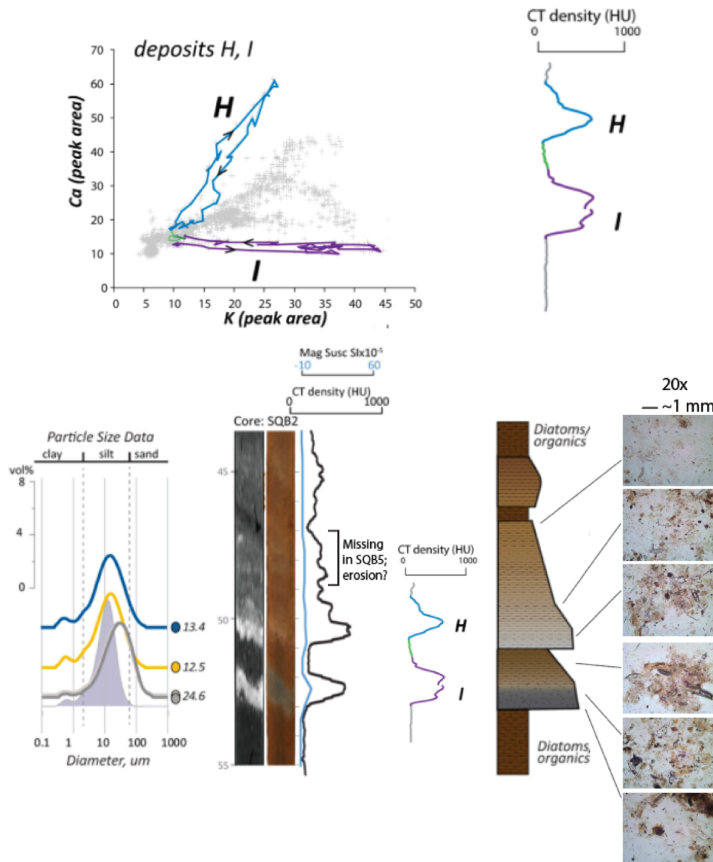 deposits H, I
Ca (peak area)
70
60
50
40
30
20
10
0
H
I
0
5
10
15
20
25
30
35
40
45
50
K (peak area)
CT density (HU)
0
1000
H
I
Mag Susc SIx10-5
-10
60
CT density (HU)
0
1000
Core: SQB2
45
50
55
Missing
in SQB5;
erosion?
CT density (HU)
0
1000
H
I
Particle Size Data
clay
silt
sand
vol%
8
4
0
13.4
12.5
24.6
0.1
1
10
100
1000
Diameter, um
Diatoms/
organics
Diatoms,
organics
20x
~1 mm